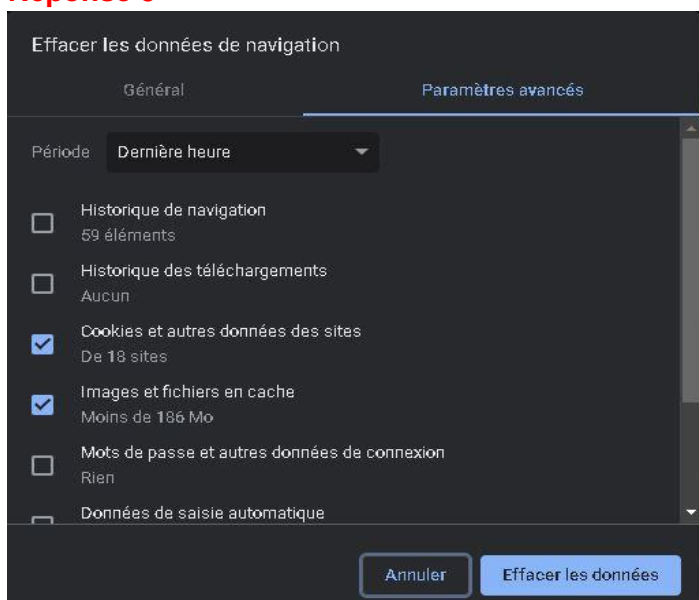 Réponse 6
Effacer les données de navigation
Général
Paramètres avancés
Période
Dernière heure
Historique de navigation
59 éléments
Historique des téléchargements
Aucun
Cookies et autres données des sites
De 18 sites
Images et fichiers en cache
Moins de 186 Mo
Mots de passe et autres données de connexion
Rien
Données de saisie automatique
Annuler
Effacer les données